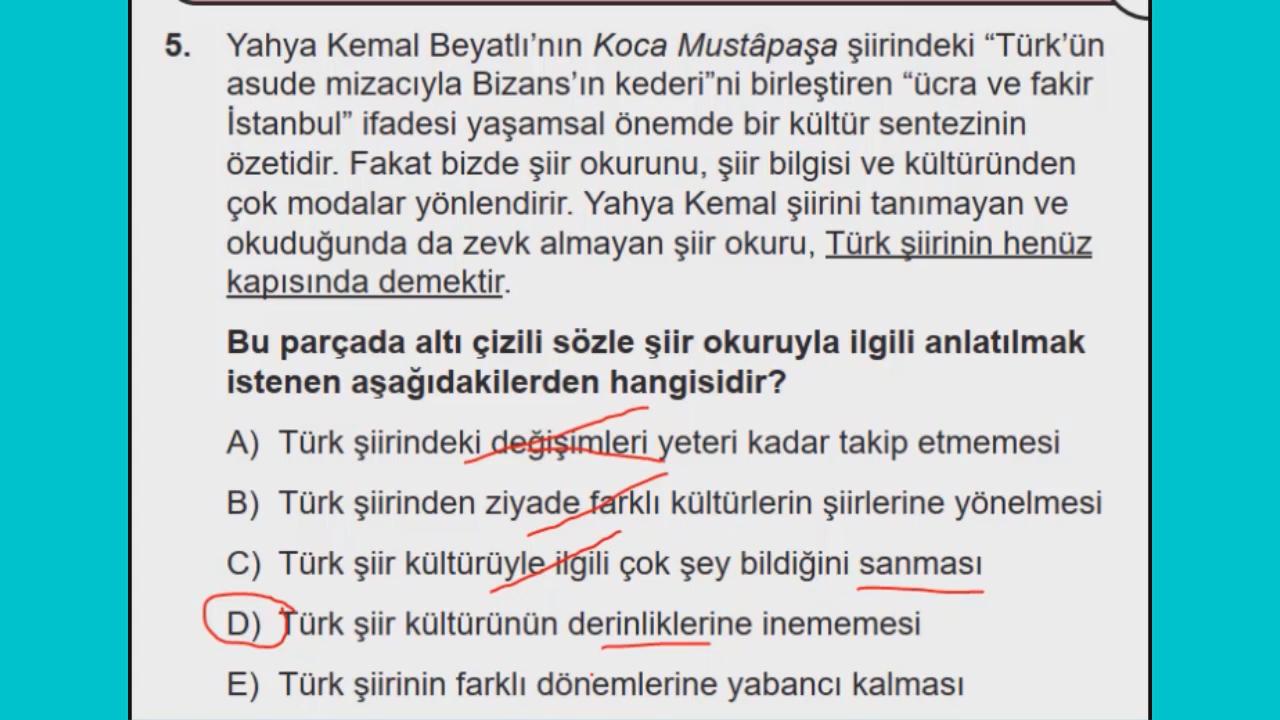 5. Yahya Kemal Beyatlı’nın Koca Mustâpaşa şiirindeki “Türk’ün
asude mizacıyla Bizans’ın kederi”ni birleştiren “ücra ve fakir
İstanbul” ifadesi yaşamsal önemde bir kültür sentezinin
özetidir. Fakat bizde şiir okurunu, şiir bilgisi ve kültüründen
çok modalar yönlendirir. Yahya Kemal şiirini tanımayan ve
okuduğunda da zevk almayan şiir okuru, Türk şiirinin henüz
kapısında demektir.
Bu parçada altı çizili sözle şiir okuruyla ilgili anlatılmak
istenen aşağıdakilerden hangisidir?
A) Türk şiirindeki değişimleri yeteri kadar takip etmemesi
B) Türk şiirinden ziyade farklı kültürlerin şiirlerine yönelmesi
C) Türk şiir kültürüyle ilgili çok şey bildiğini sanması
D) Türk şiir kültürünün derinliklerine inememesi
E) Türk şiirinin farklı dönemlerine yabancı kalması